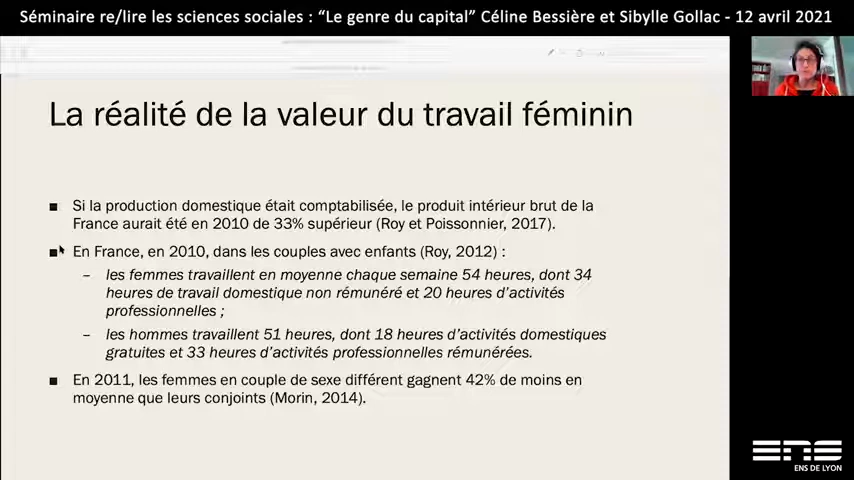 Séminaire re/lire les sciences sociales : “Le genre du capital” Céline Bessière et Sibylle Gollac - 12 avril 2021
La réalité de la valeur du travail féminin
■ Si la production domestique était comptabilisée, le produit intérieur brut de la
France aurait été en 2010 de 33% supérieur (Roy et Poissonnier, 2017).
■ En France, en 2010, dans les couples avec enfants (Roy, 2012) :
– les femmes travaillent en moyenne chaque semaine 54 heures, dont 34
heures de travail domestique non rémunéré et 20 heures d’activités
professionnelles ;
– les hommes travaillent 51 heures, dont 18 heures d’activités domestiques
gratuites et 33 heures d’activités professionnelles rémunérées.
■ En 2011, les femmes en couple de sexe différent gagnent 42% de moins en
moyenne que leurs conjoints (Morin, 2014).
ENS
ENS DE LYON